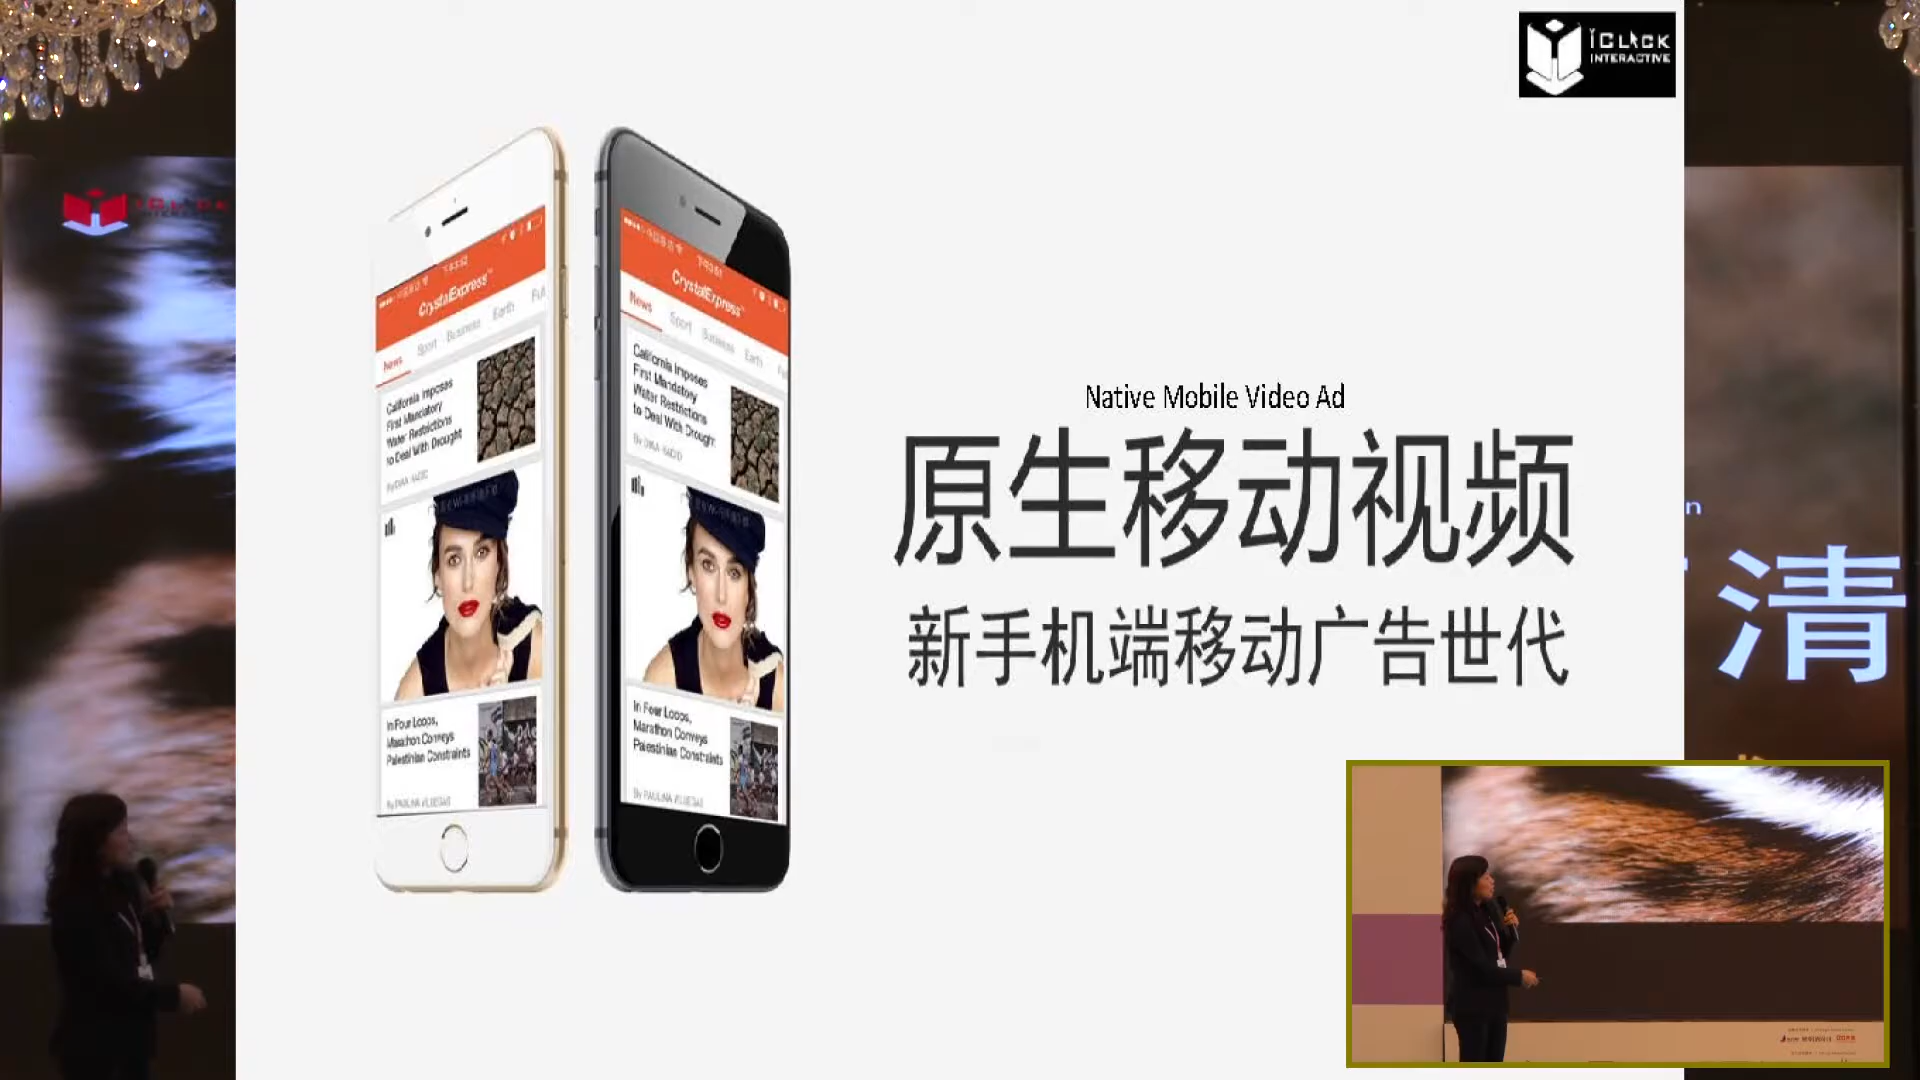 iCLICK
INTERACTIVE
iCLICK
Native Mobile Video Ad
原生移动视频
新手机端移动广告世代
CrystalExpress
News Sport Business Earth
California Imposes
First Mandatory
Water Restrictions
to Deal With Drought
In Four Loops,
Marathon Conveys
Palestinian Constraints
CrystalExpress
News Sport Business Earth
California Imposes
First Mandatory
Water Restrictions
to Deal With Drought
In Four Loops,
Marathon Conveys
Palestinian Constraints
n
清